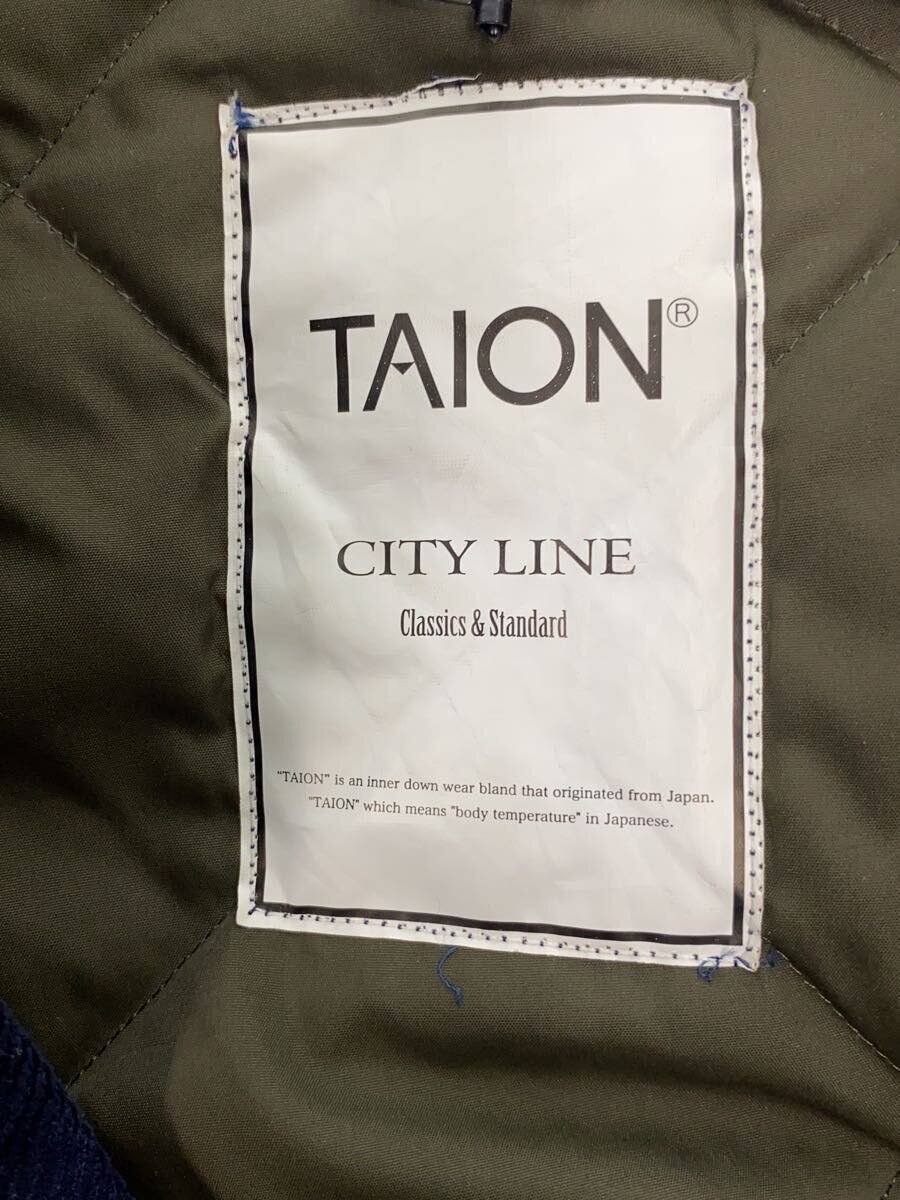 TAION®
CITY LINE
Classics & Standard
"TAION" is an inner down wear bland that originated from Japan.
"TAION" which means "body temperature" in Japanese.